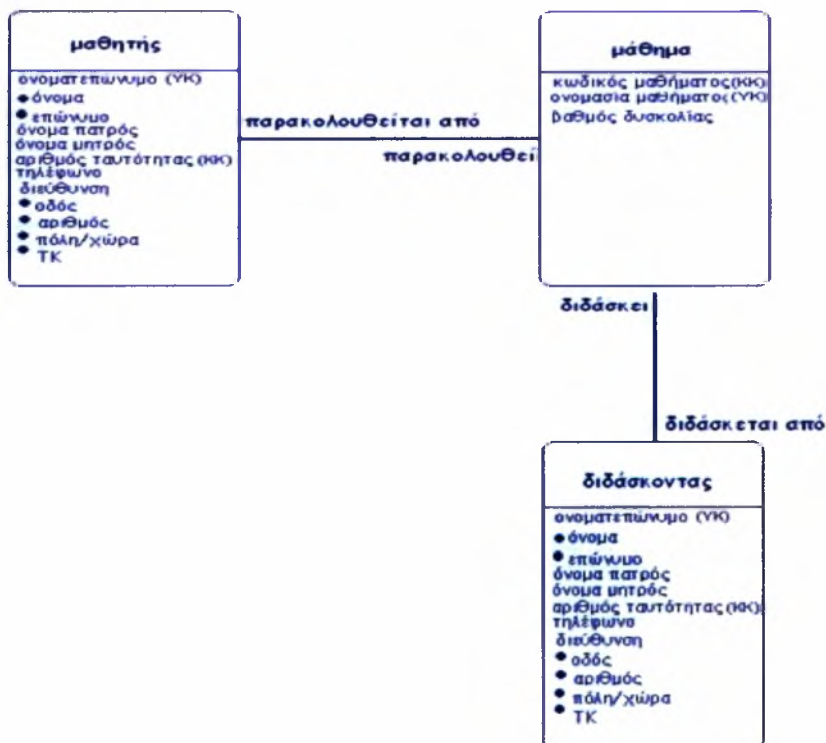 μαθητής
ονοματεπώνυμο (ΥΚ)
• όνομα
• επώνυμο
όνομα πατρός
όνομα μητρός
αριθμός ταυτότητας (ΚΚ)
τηλέφωνο
διεύθυνση
• οδός
• αριθμός
• πόλη/χώρα
• ΤΚ
παρακολουθείται από
παρακολουθεί
μάθημα
κωδικός μαθήματος(ΚΚ)
ονομασία μαθήματος(ΥΚ)
βαθμός δυσκολίας
διδάσκει
διδάσκεται από
διδάσκοντας
ονοματεπώνυμο (ΥΚ)
• όνομα
• επώνυμο
όνομα πατρός
όνομα μητρός
αριθμός ταυτότητας (ΚΚ)
τηλέφωνο
διεύθυνση
• οδός
• αριθμός
• πόλη/χώρα
• ΤΚ